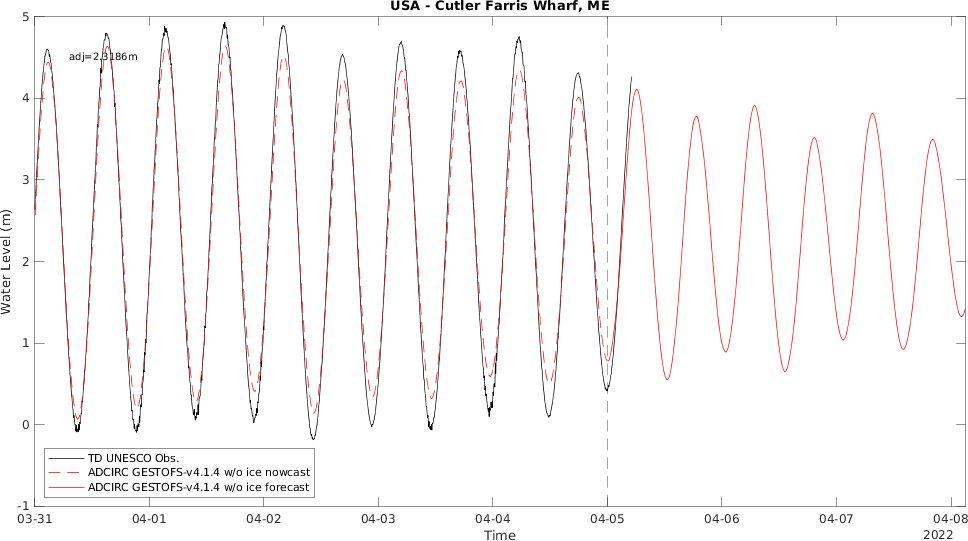 USA - Cutler Farris Wharf, ME
adj=2.3186m
Water Level (m)
5
4
3
2
1
0
-1
TD UNESCO Obs.
ADCIRC GESTOFS-v4.1.4 w/o ice nowcast
ADCIRC GESTOFS-v4.1.4 w/o ice forecast
03-31 04-01 04-02 04-03 04-04 04-05 04-06 04-07 04-08
Time
2022